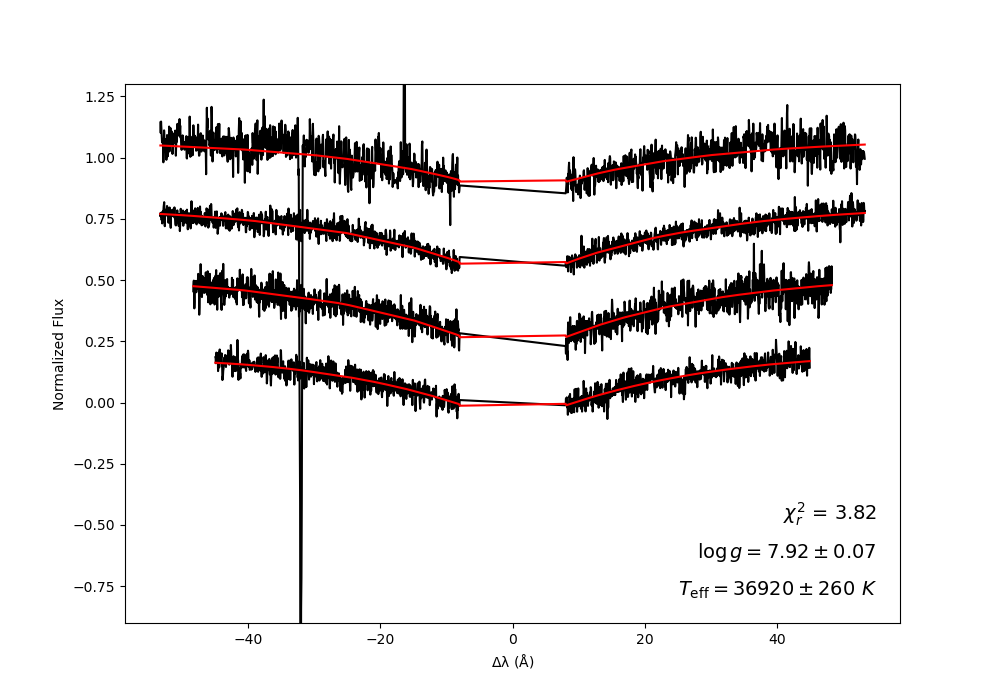 1.25
1.00
0.75
0.50
0.25
0.00
−0.25
−0.50
−0.75
Normalized Flux
χ²ᵣ = 3.82
log g = 7.92 ± 0.07
T_eff = 36920 ± 260 K
−40 −20 0 20 40
Δλ (Å)